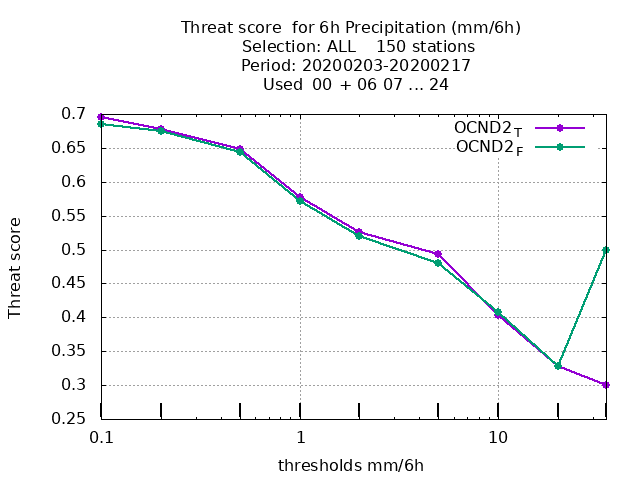 Threat score  for 6h Precipitation (mm/6h)
Selection: ALL    150 stations
Period: 20200203-20200217
Used  00 + 06 07 ... 24
OCND2T
OCND2F
0.7
0.65
0.6
0.55
0.5
0.45
0.4
0.35
0.3
0.25
Threat score
0.1 1 10
thresholds mm/6h